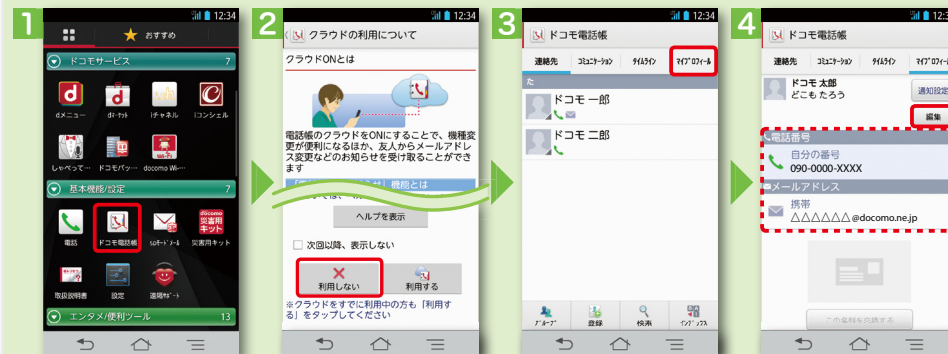 1
12:34
おすすめ
ドコモサービス 7
dメニュー dマーケット iチャネル iコンシェル
しゃべって… ドコモバッ… docomo Wi-…
基本機能/設定 7
電話 ドコモ電話帳 spモードメール 災害用キット
取扱説明書 設定 遠隔サポート
エンタメ/便利ツール 13
2
12:34
クラウドの利用について
クラウドONとは
電話帳のクラウドをONにすることで、機種変
更が便利になるほか、友人からメールアドレ
ス変更などのお知らせを受け取ることができ
ます
機能とは
ヘルプを表示
次回以降、表示しない
利用しない 利用する
※クラウドをすでに利用中の方も「利用す
る」をタップしてください
3
12:34
ドコモ電話帳
連絡先 コミュニケーション タイムライン マイプロフィール
た
ドコモ 一郎
ドコモ 二郎
グループ 登録 検索 インデックス
4
12:34
ドコモ電話帳
連絡先 コミュニケーション タイムライン マイプロフィール
ドコモ 太郎
どこも たろう
通知設定
編集
電話番号
自分の番号
090-0000-XXXX
メールアドレス
携帯
△△△△△△@docomo.ne.jp
この名刺を交換する